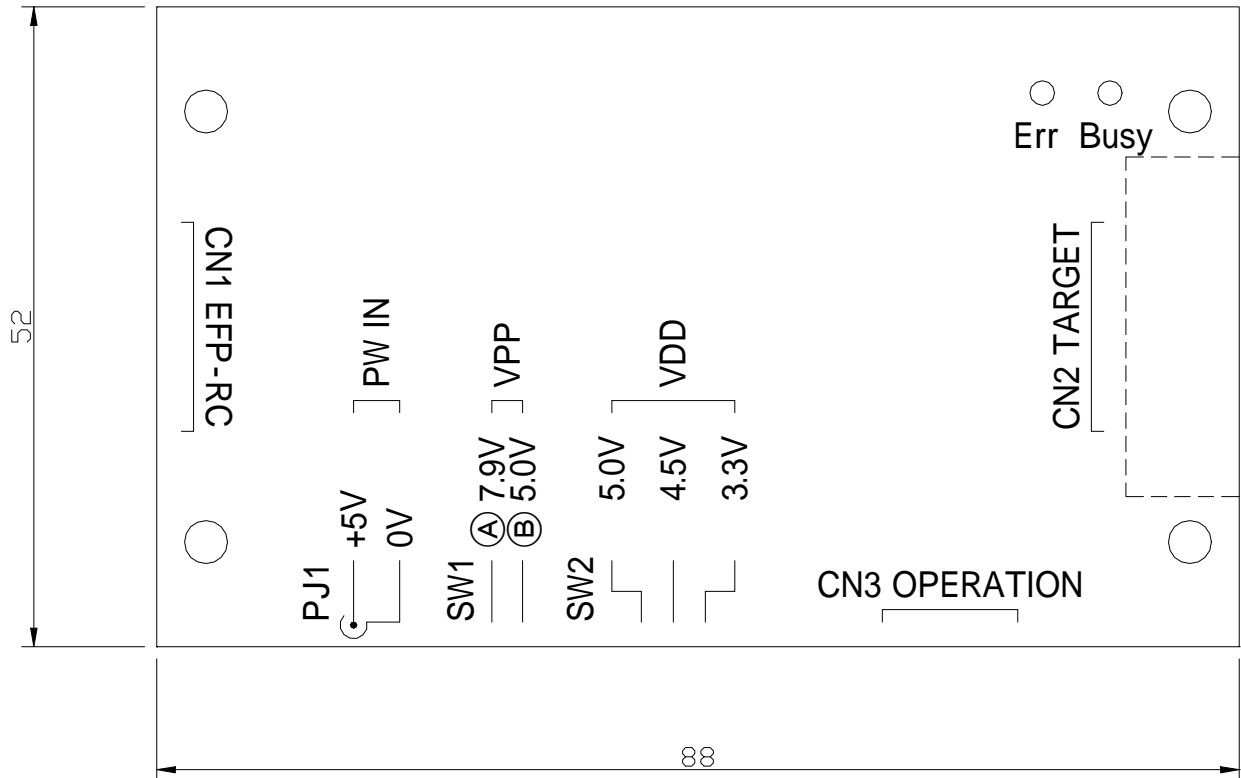 Err Busy
CN1 EFP-RC
PW IN
VPP
VDD
CN2 TARGET
52
+5V
0V
Ⓐ 7.9V
Ⓑ 5.0V
5.0V
4.5V
3.3V
PJ1
SW1
SW2
CN3 OPERATION
88